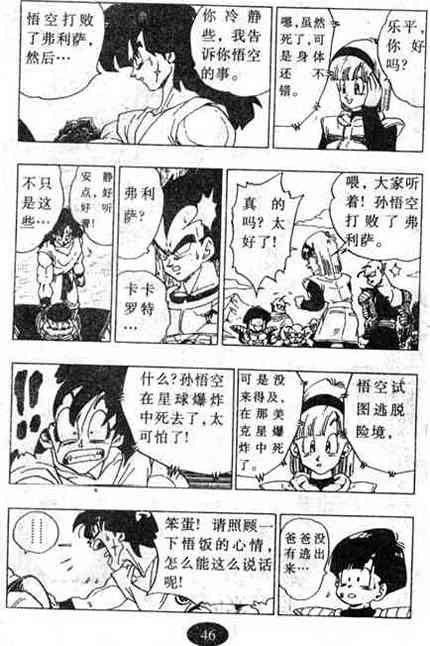 乐平，
你好
吗？
嗯，虽然
死了，可
是身体
还不
错。
你冷静
些，我告
诉你悟空
的事。
悟空打败
了弗利萨，
然后…
喂，大家听
着！孙悟空
打败了弗
利萨。
真的
吗？太
好了！
弗利
萨？
卡卡
罗特
…
安静
点，好
好听
着！
不只
是这
些…
悟空试
图逃脱
险境，
可是没
来得及，
在那美
克星爆
炸中死
了。
什么？孙悟空
在星球爆炸
中死去了，太
可怕了！
!!
爸爸没
有逃出
来…
笨蛋！请照顾一
下悟饭的心情，
怎么能这么说话
呢！
………
46